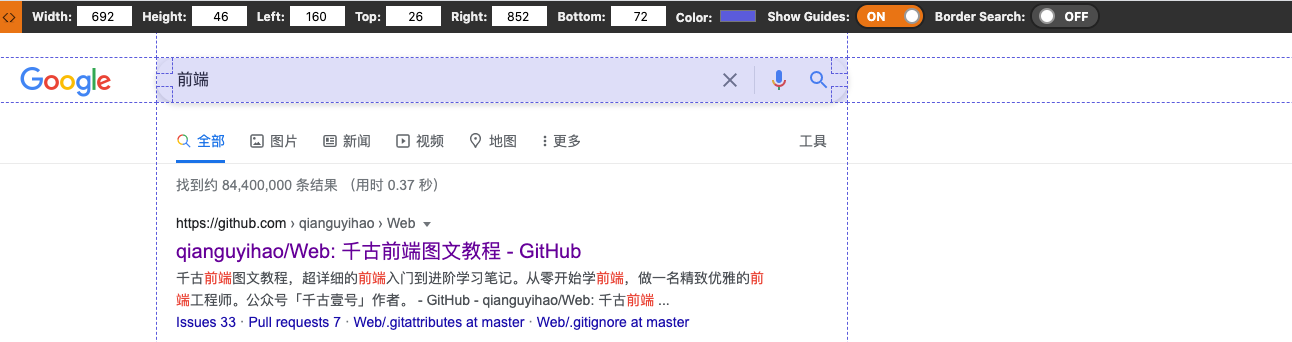 <> Width: 692 Height: 46 Left: 160 Top: 26 Right: 852 Bottom: 72 Color: Show Guides: ON Border Search: OFF
Google 前端
全部 图片 新闻 视频 地图 更多 工具
找到约 84,400,000 条结果 （用时 0.37 秒）
https://github.com › qianguyihao › Web
qianguyihao/Web: 千古前端图文教程 - GitHub
千古前端图文教程，超详细的前端入门到进阶学习笔记。从零开始学前端，做一名精致优雅的前
端工程师。公众号「千古壹号」作者。 - GitHub - qianguyihao/Web: 千古前端 ...
Issues 33 · Pull requests 7 · Web/.gitattributes at master · Web/.gitignore at master